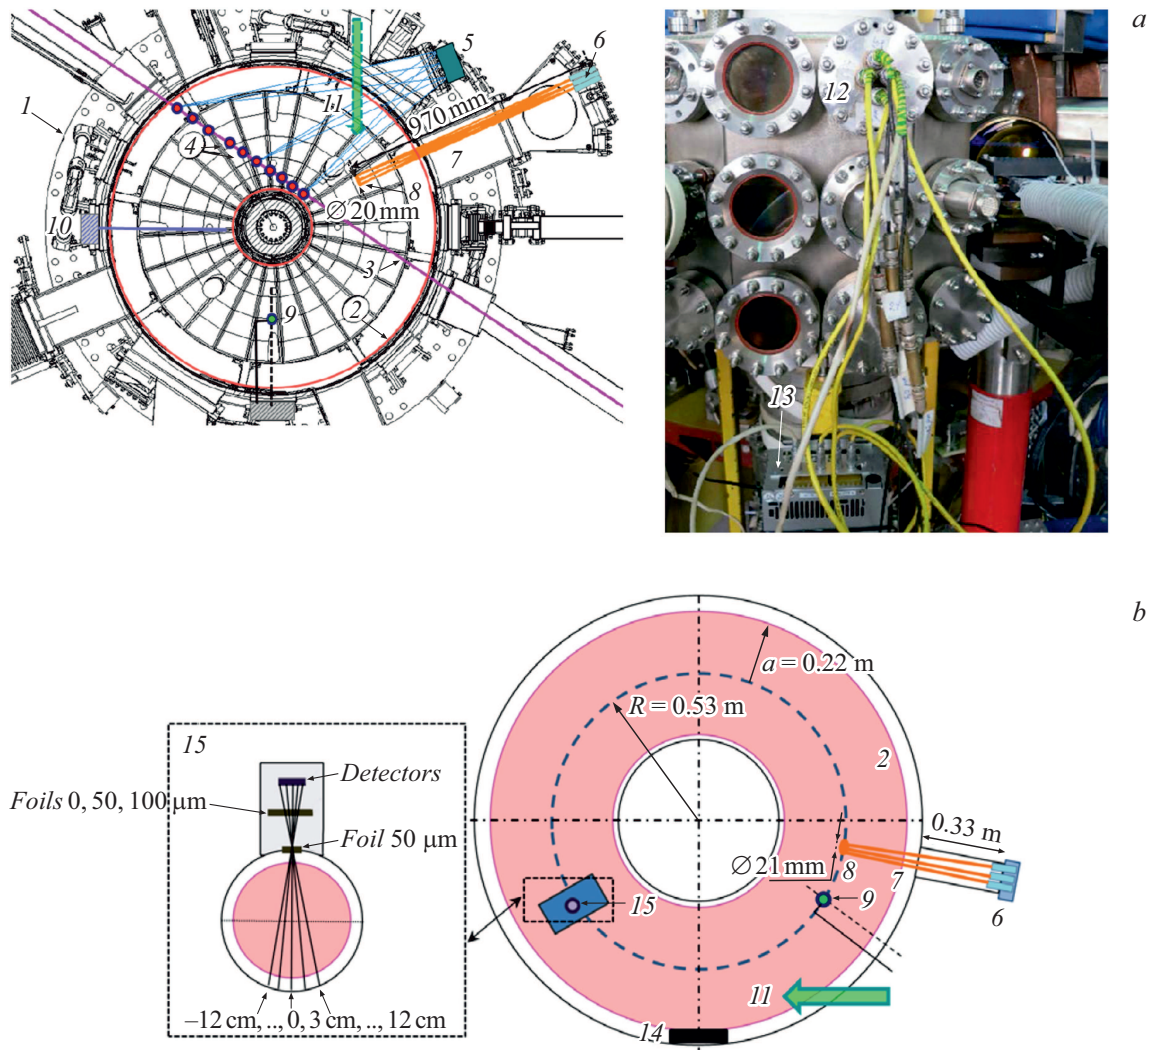 a
5
6
1
11
970 mm
12
4
7
8
10
Ø 20 mm
3
9
2
13
b
a = 0.22 m
R = 0.53 m
15
2
Detectors
Foils 0, 50, 100 μm
0.33 m
Foil 50 μm
Ø 21 mm
8
7
9
6
15
11
–12 cm, .., 0, 3 cm, .., 12 cm
14